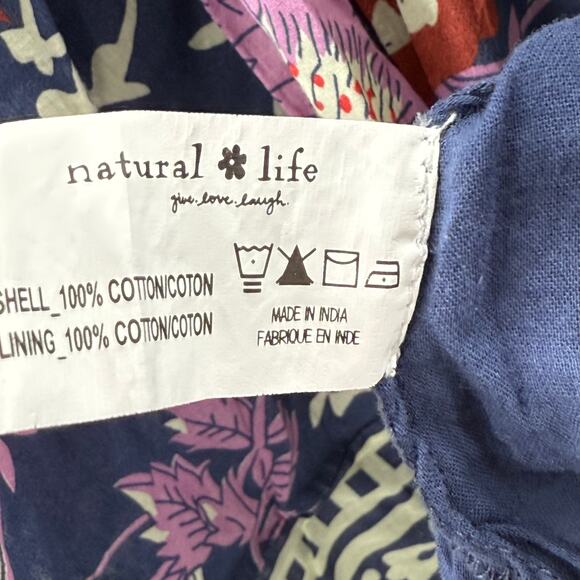 natural life
give.love.laugh.
SHELL_100% COTTON/COTON
LINING_100% COTTON/COTON
MADE IN INDIA
FABRIQUE EN INDE